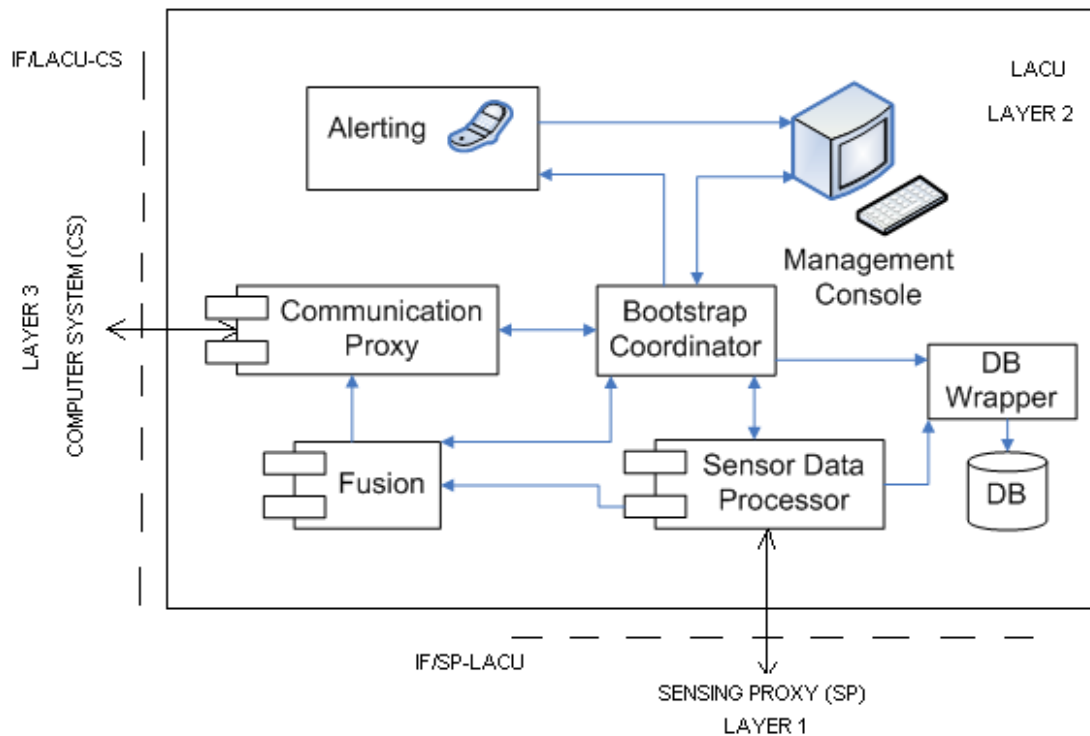 IF/LACU-CS
LACU
LAYER 2
Alerting
Management
Console
LAYER 3
COMPUTER SYSTEM (CS)
Communication
Proxy
Bootstrap
Coordinator
DB
Wrapper
Fusion
Sensor Data
Processor
DB
IF/SP-LACU
SENSING PROXY (SP)
LAYER 1